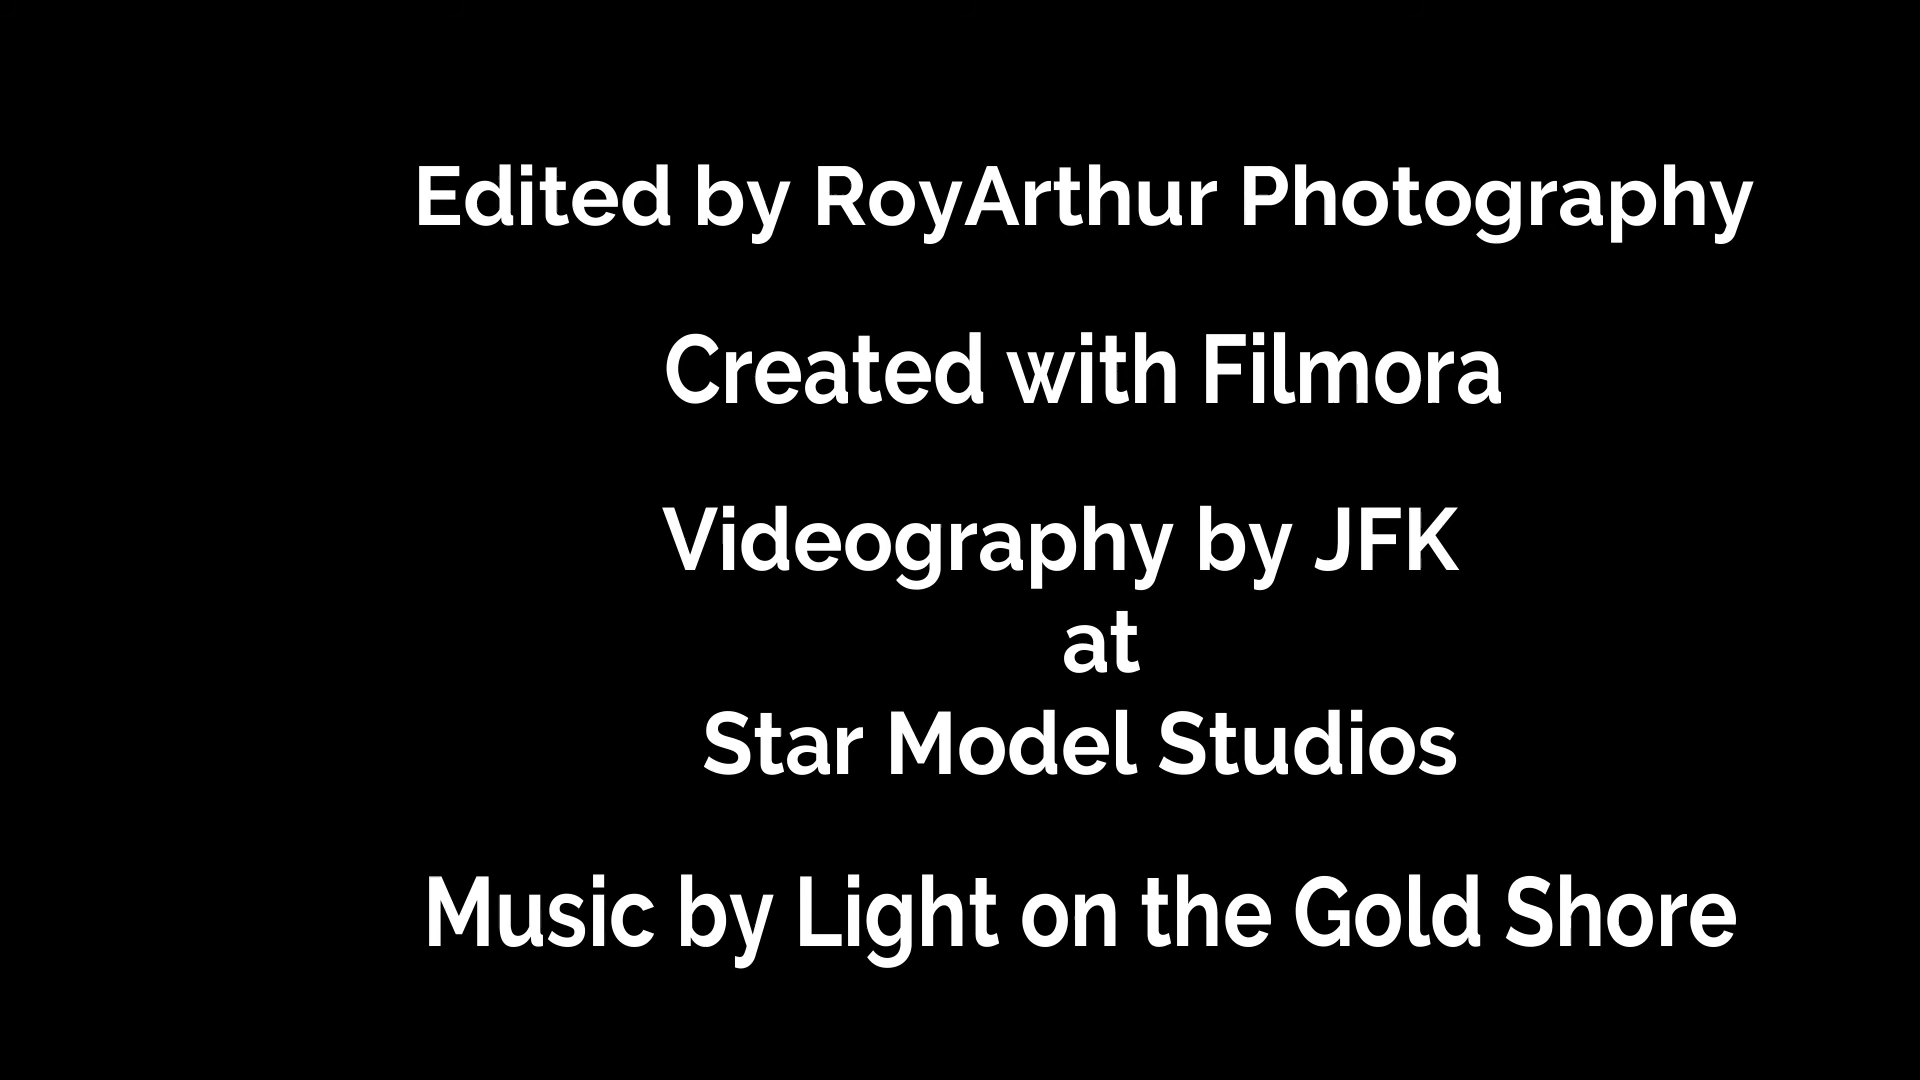 Edited by RoyArthur Photography
Created with Filmora
Videography by JFK
at
Star Model Studios
Music by Light on the Gold Shore